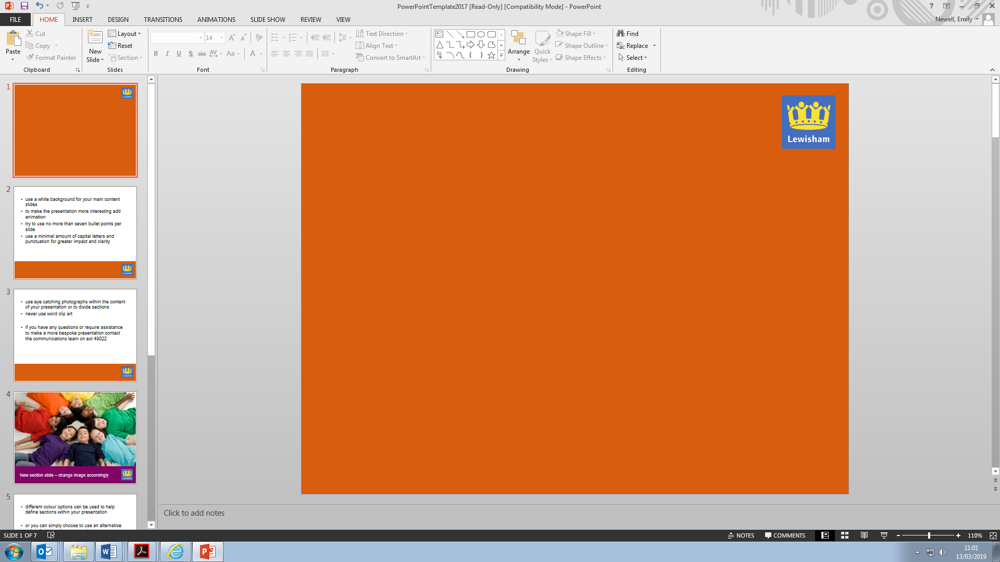 PowerPointTemplate2017 [Read-Only] [Compatibility Mode] - PowerPoint
FILE HOME INSERT DESIGN TRANSITIONS ANIMATIONS SLIDE SHOW REVIEW VIEW
Newell, Emily
Paste
Cut
Copy
Format Painter
Clipboard
New
Slide
Layout
Reset
Section
Slides
14
B I U S abc AV Aa A
Font
Text Direction
Align Text
Convert to SmartArt
Paragraph
Arrange
Quick
Styles
Shape Fill
Shape Outline
Shape Effects
Drawing
Find
Replace
Select
Editing
1
Lewisham
2
• use a white background for your main content
slides
• to make the presentation more interesting add
animation
• try to use no more than seven bullet points per
slide
• use a minimal amount of capital letters and
punctuation for greater impact and clarity
Lewisham
3
• use eye catching photographs within the content
of your presentation or to divide sections
• never use word clip art
• if you have any questions or require assistance
to make a more bespoke presentation contact
the communications team on ext 49022
Lewisham
4
New section slide – change image accordingly
Lewisham
5
• different colour options can be used to help
define sections within your presentation
• or you can simply choose to use an alternative
Lewisham
Click to add notes
SLIDE 1 OF 7
NOTES COMMENTS 110%
11:01
13/03/2019